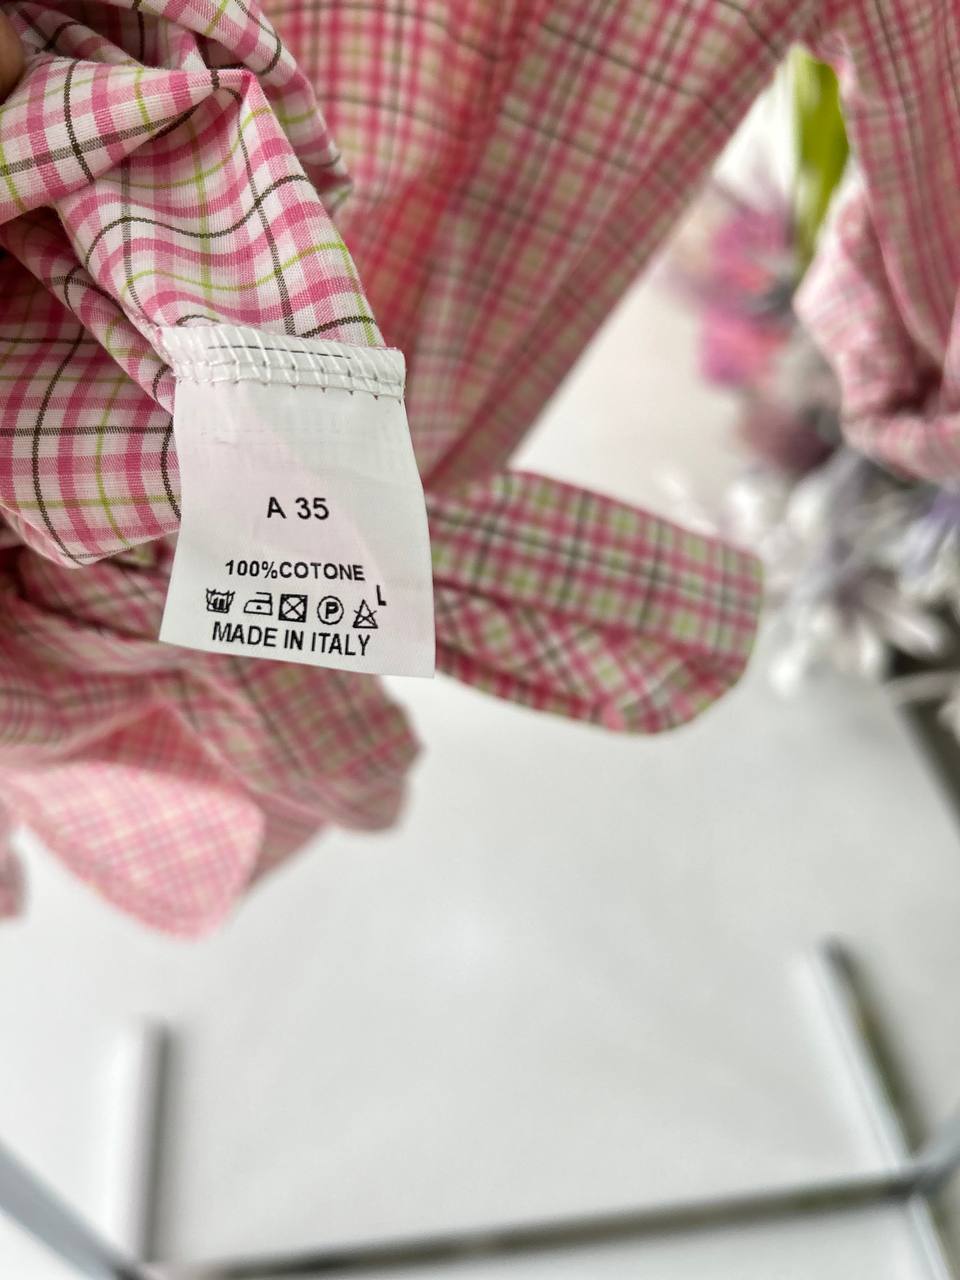 A 35
100%COTONE
P L
MADE IN ITALY